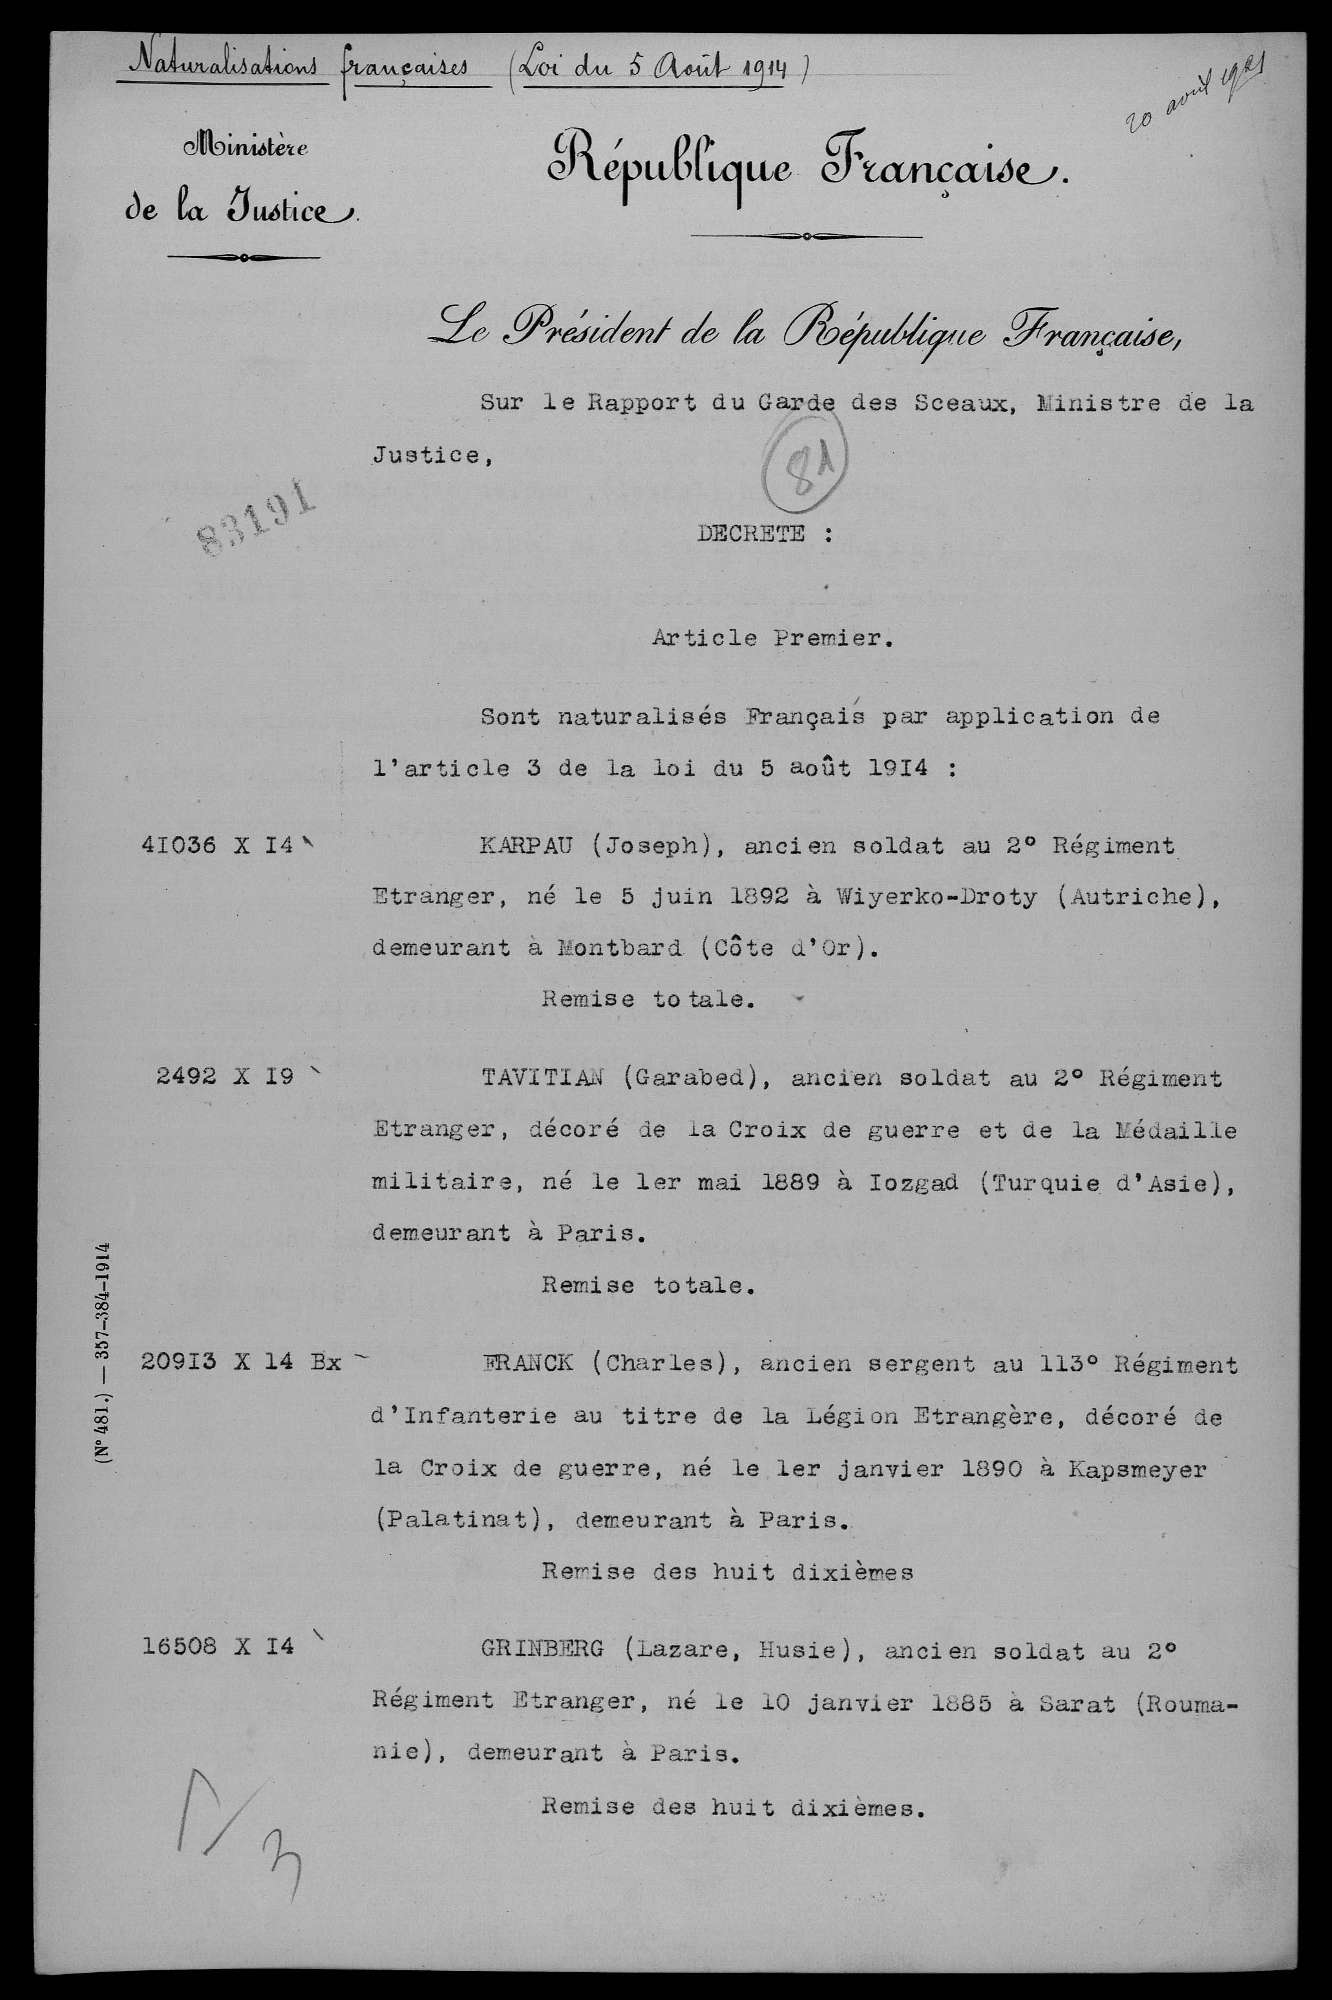 Naturalisations françaises (Loi du 5 Août 1914)
20 avril 1921
Ministère
de la Justice.
République Française.
Le Président de la République Française,
Sur le Rapport du Garde des Sceaux, Ministre de la
Justice,
81
83191
DECRETE :
Article Premier.
Sont naturalisés Français par application de
l'article 3 de la loi du 5 août 19I4 :
4I036 X I4
KARPAU (Joseph), ancien soldat au 2° Régiment
Etranger, né le 5 juin 1892 à Wiyerko-Droty (Autriche),
demeurant à Montbard (Côte d'Or).
Remise totale.
2492 X I9
TAVITIAN (Garabed), ancien soldat au 2° Régiment
Etranger, décoré de la Croix de guerre et de la Médaille
militaire, né le 1er mai 1889 à Iozgad (Turquie d'Asie),
demeurant à Paris.
Remise totale.
209I3 X 14 Bx
FRANCK (Charles), ancien sergent au 113° Régiment
d'Infanterie au titre de la Légion Etrangère, décoré de
la Croix de guerre, né le 1er janvier 1890 à Kapsmeyer
(Palatinat), demeurant à Paris.
Remise des huit dixièmes
16508 X I4
GRINBERG (Lazare, Husie), ancien soldat au 2°
Régiment Etranger, né le 10 janvier 1885 à Sarat (Rouma-
nie), demeurant à Paris.
Remise des huit dixièmes.
(N° 481.) — 357-384-1914
3